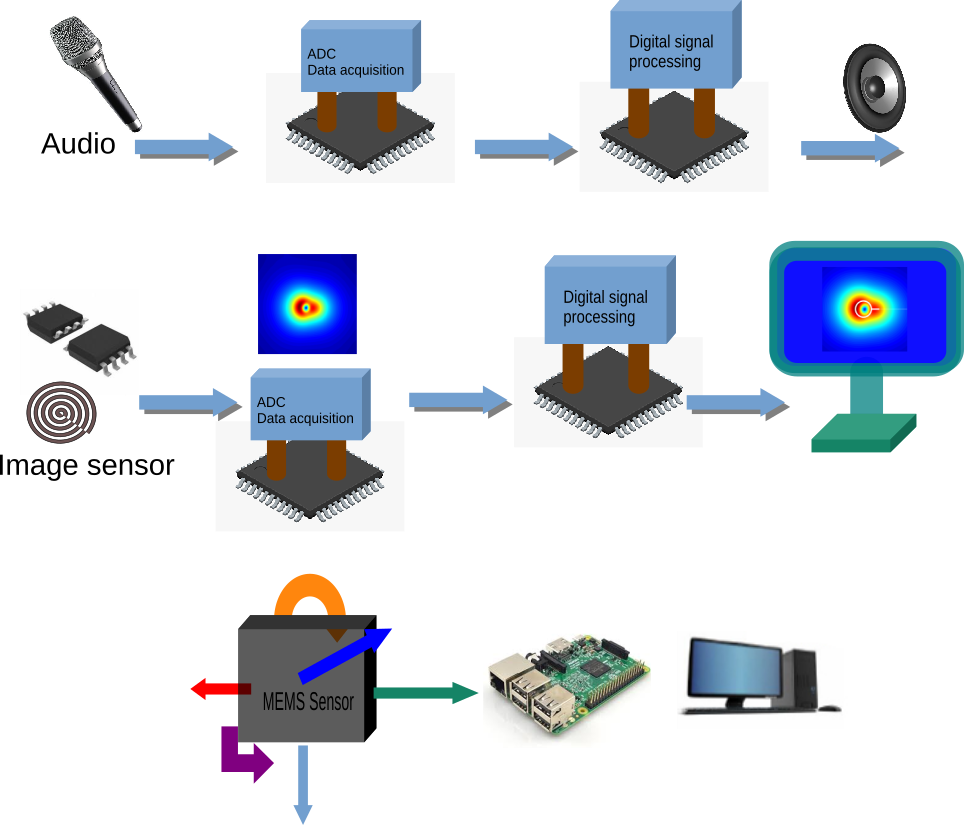 ADC
Data acquisition
Digital signal
processing
Audio
Digital signal
processing
ADC
Data acquisition
Image sensor
MEMS Sensor